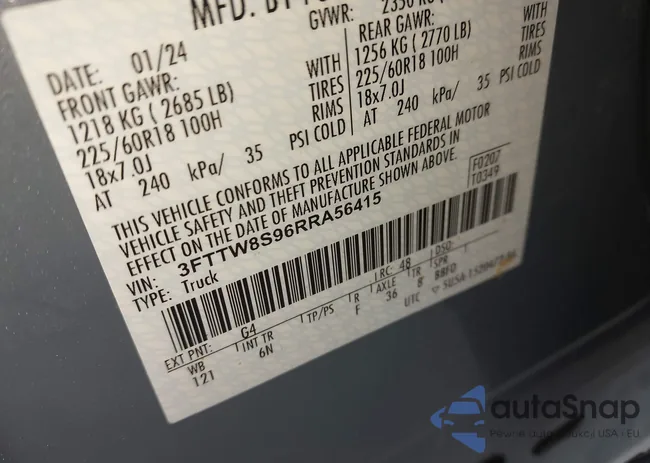 MFD. BY
GVWR:
DATE: 01/24
FRONT GAWR:
1218 KG ( 2685 LB)
225/60R18 100H
18x7.0J
AT 240 kPa/ 35 PSI COLD
WITH
TIRES
RIMS
REAR GAWR:
1256 KG ( 2770 LB)
225/60R18 100H
18x7.0J
AT 240 kPa/ 35 PSI COLD
WITH
TIRES
RIMS
THIS VEHICLE CONFORMS TO ALL APPLICABLE FEDERAL MOTOR
VEHICLE SAFETY AND THEFT PREVENTION STANDARDS IN
EFFECT ON THE DATE OF MANUFACTURE SHOWN ABOVE.
F0207
T0349
VIN: 3FTTW8S96RRA56415
TYPE: Truck
EXT PNT: G4
RC: 48
DSO:
WB
121
INT TR
6N
TP/PS
R
F
AXLE
36
TR
8
SPR
BBFD
UTC
autoSnap